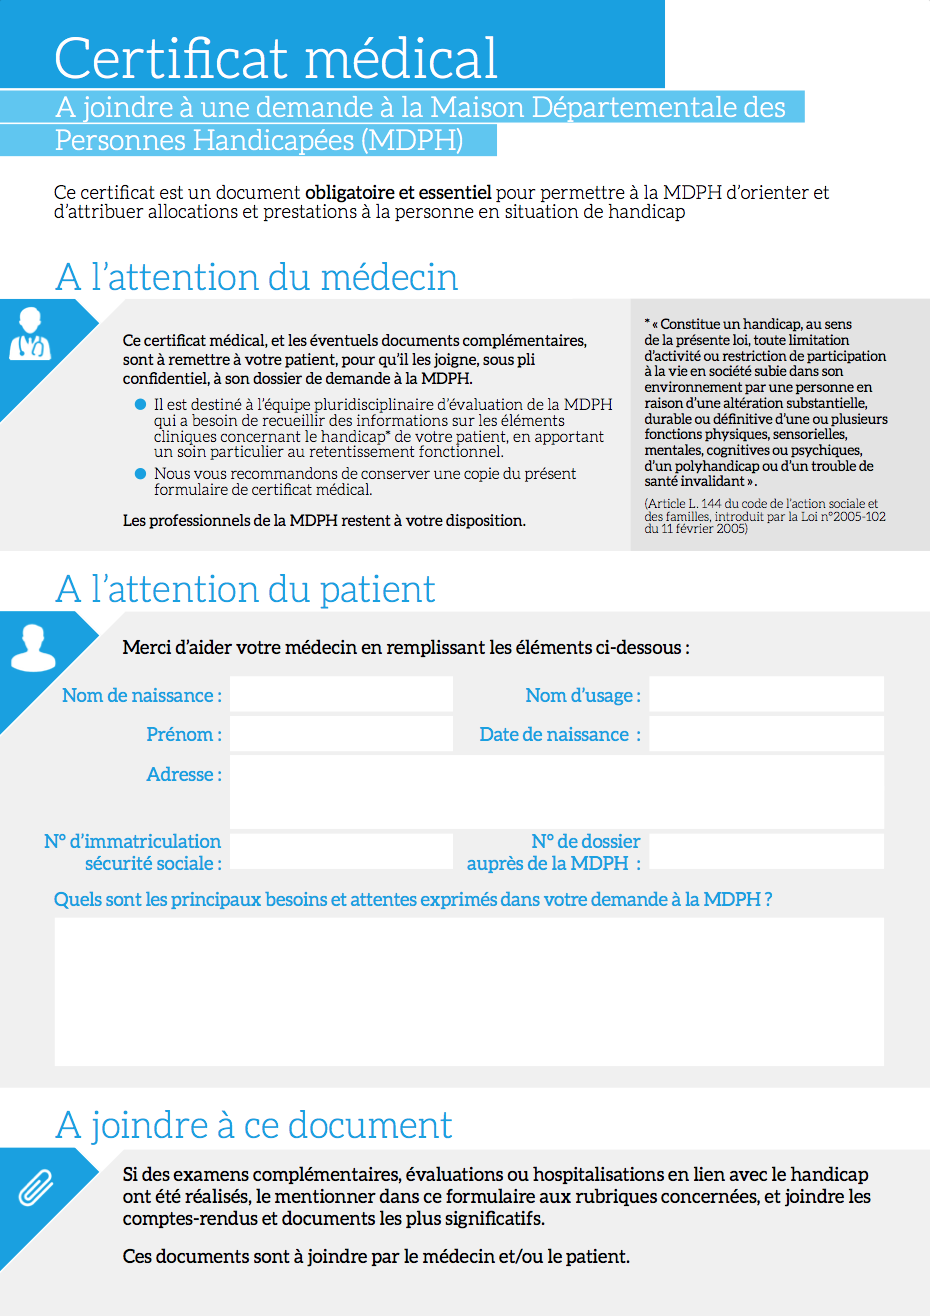 Certificat médical
A joindre à une demande à la Maison Départementale des
Personnes Handicapées (MDPH)
Ce certificat est un document obligatoire et essentiel pour permettre à la MDPH d'orienter et
d'attribuer allocations et prestations à la personne en situation de handicap
A l'attention du médecin
Ce certificat médical, et les éventuels documents complémentaires,
sont à remettre à votre patient, pour qu'il les joigne, sous pli
confidentiel, à son dossier de demande à la MDPH.
● Il est destiné à l'équipe pluridisciplinaire d'évaluation de la MDPH
qui a besoin de recueillir des informations sur les éléments
cliniques concernant le handicap* de votre patient, en apportant
un soin particulier au retentissement fonctionnel.
● Nous vous recommandons de conserver une copie du présent
formulaire de certificat médical.
Les professionnels de la MDPH restent à votre disposition.
* « Constitue un handicap, au sens
de la présente loi, toute limitation
d'activité ou restriction de participation
à la vie en société subie dans son
environnement par une personne en
raison d'une altération substantielle,
durable ou définitive d'une ou plusieurs
fonctions physiques, sensorielles,
mentales, cognitives ou psychiques,
d'un polyhandicap ou d'un trouble de
santé invalidant ».
(Article L. 144 du code de l'action sociale et
des familles, introduit par la Loi n°2005-102
du 11 février 2005)
A l'attention du patient
Merci d'aider votre médecin en remplissant les éléments ci-dessous :
Nom de naissance :
Nom d'usage :
Prénom :
Date de naissance :
Adresse :
N° d'immatriculation
sécurité sociale :
N° de dossier
auprès de la MDPH :
Quels sont les principaux besoins et attentes exprimés dans votre demande à la MDPH ?
A joindre à ce document
Si des examens complémentaires, évaluations ou hospitalisations en lien avec le handicap
ont été réalisés, le mentionner dans ce formulaire aux rubriques concernées, et joindre les
comptes-rendus et documents les plus significatifs.
Ces documents sont à joindre par le médecin et/ou le patient.